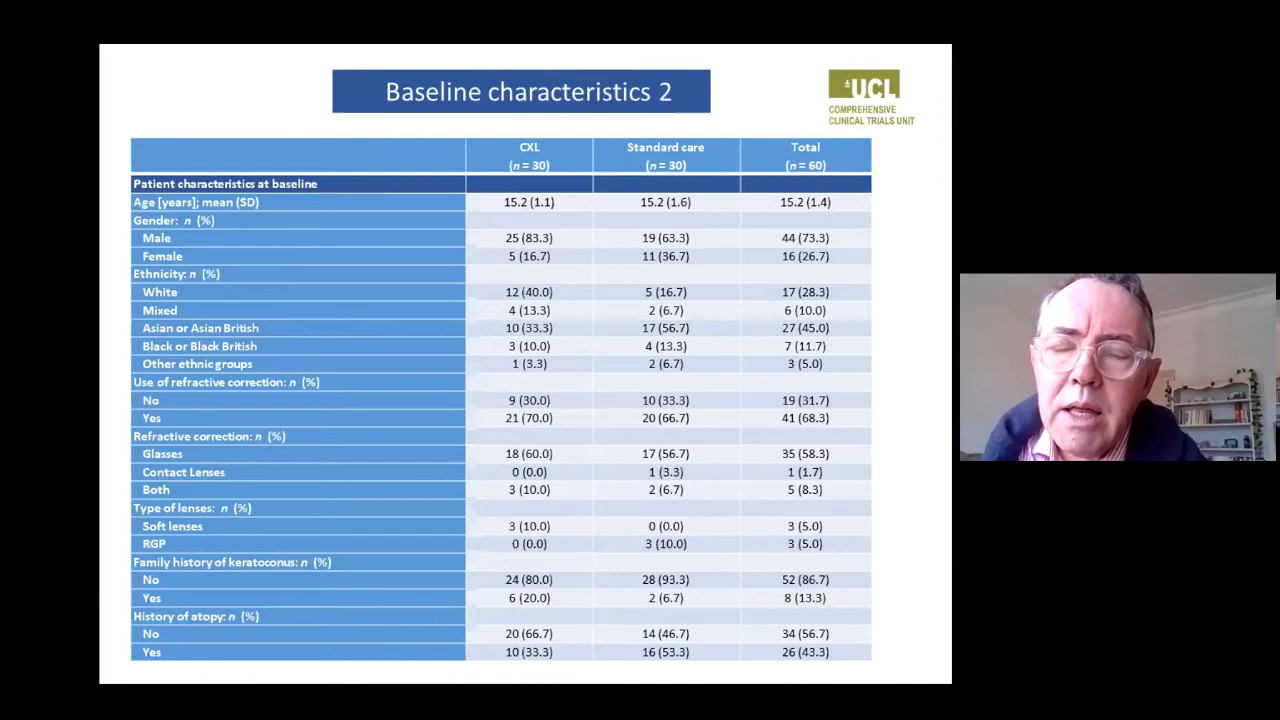 Baseline characteristics 2
UCL
COMPREHENSIVE
CLINICAL TRIALS UNIT
CXL Standard care Total
(n = 30) (n = 30) (n = 60)
Patient characteristics at baseline
Age [years]; mean (SD) 15.2 (1.1) 15.2 (1.6) 15.2 (1.4)
Gender: n (%)
Male 25 (83.3) 19 (63.3) 44 (73.3)
Female 5 (16.7) 11 (36.7) 16 (26.7)
Ethnicity: n (%)
White 12 (40.0) 5 (16.7) 17 (28.3)
Mixed 4 (13.3) 2 (6.7) 6 (10.0)
Asian or Asian British 10 (33.3) 17 (56.7) 27 (45.0)
Black or Black British 3 (10.0) 4 (13.3) 7 (11.7)
Other ethnic groups 1 (3.3) 2 (6.7) 3 (5.0)
Use of refractive correction: n (%)
No 9 (30.0) 10 (33.3) 19 (31.7)
Yes 21 (70.0) 20 (66.7) 41 (68.3)
Refractive correction: n (%)
Glasses 18 (60.0) 17 (56.7) 35 (58.3)
Contact Lenses 0 (0.0) 1 (3.3) 1 (1.7)
Both 3 (10.0) 2 (6.7) 5 (8.3)
Type of lenses: n (%)
Soft lenses 3 (10.0) 0 (0.0) 3 (5.0)
RGP 0 (0.0) 3 (10.0) 3 (5.0)
Family history of keratoconus: n (%)
No 24 (80.0) 28 (93.3) 52 (86.7)
Yes 6 (20.0) 2 (6.7) 8 (13.3)
History of atopy: n (%)
No 20 (66.7) 14 (46.7) 34 (56.7)
Yes 10 (33.3) 16 (53.3) 26 (43.3)